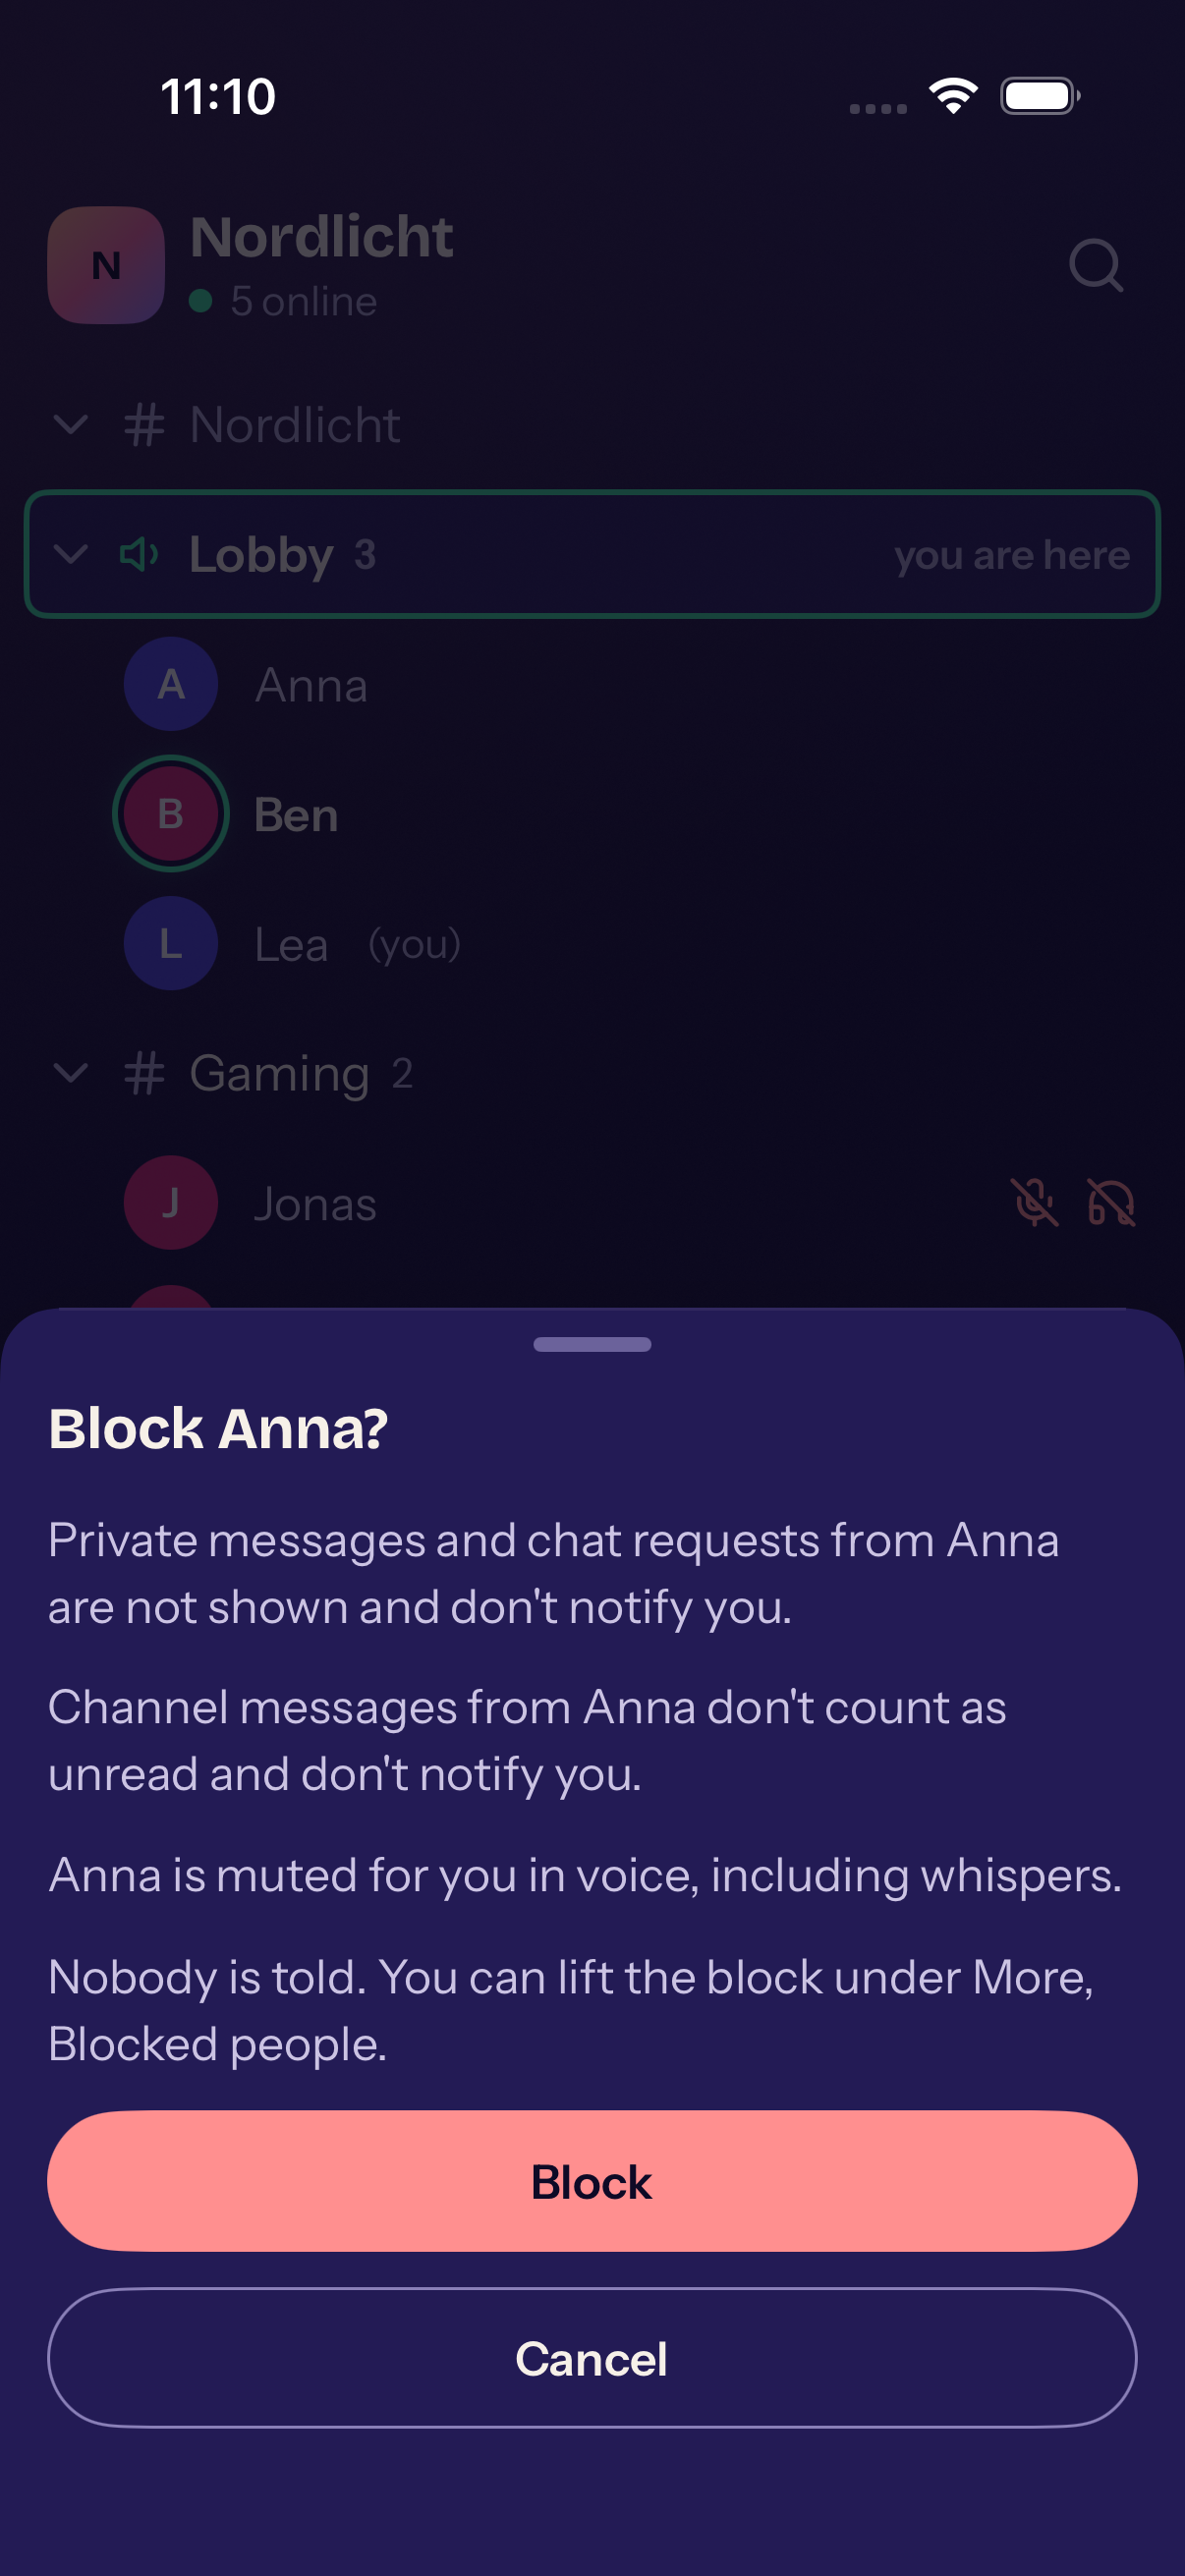 11:10
N
Nordlicht
5 online
# Nordlicht
Lobby 3 you are here
A Anna
B Ben
L Lea (you)
# Gaming 2
J Jonas
Block Anna?
Private messages and chat requests from Anna
are not shown and don't notify you.
Channel messages from Anna don't count as
unread and don't notify you.
Anna is muted for you in voice, including whispers.
Nobody is told. You can lift the block under More,
Blocked people.
Block
Cancel